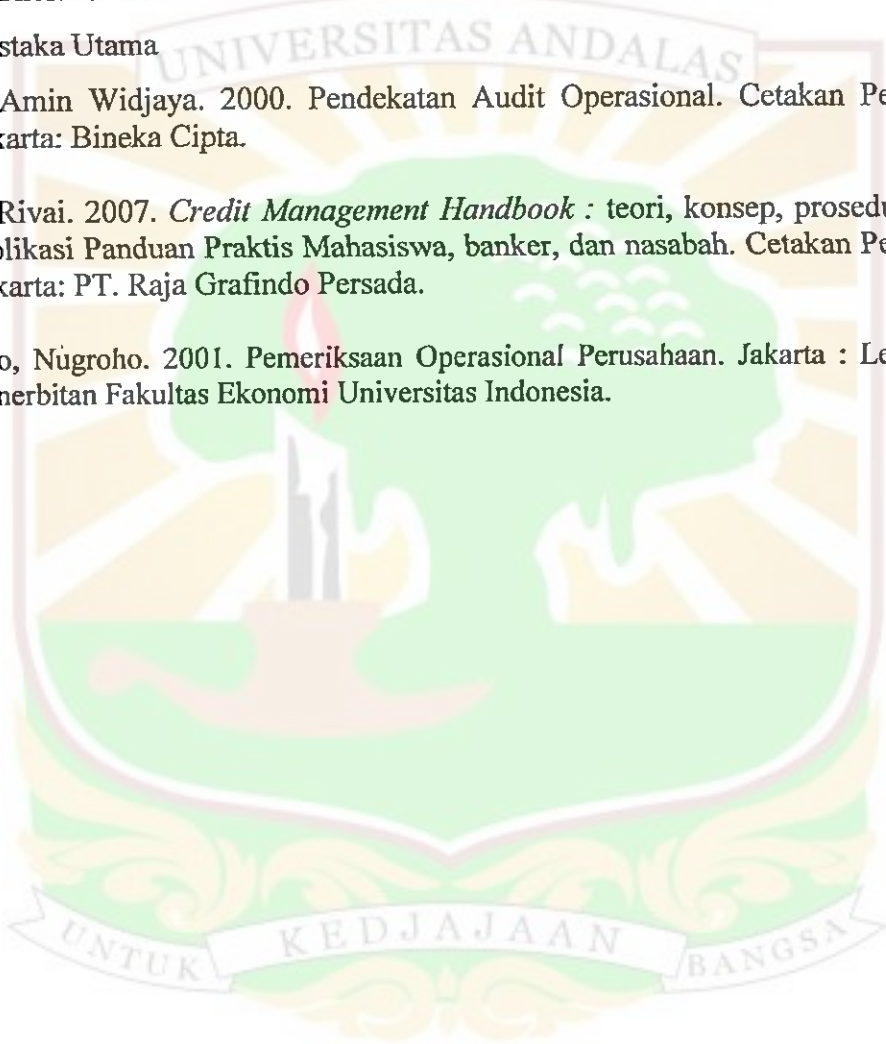 staka Utama
UNIVERSITAS ANDALAS
Amin Widjaya. 2000. Pendekatan Audit Operasional. Cetakan Pe
karta: Bineka Cipta.
Rivai. 2007. Credit Management Handbook : teori, konsep, prosedu
likasi Panduan Praktis Mahasiswa, banker, dan nasabah. Cetakan Pe
karta: PT. Raja Grafindo Persada.
o, Nugroho. 2001. Pemeriksaan Operasional Perusahaan. Jakarta : Le
nerbitan Fakultas Ekonomi Universitas Indonesia.
UNTUK KEDJAJAAN BANGSA